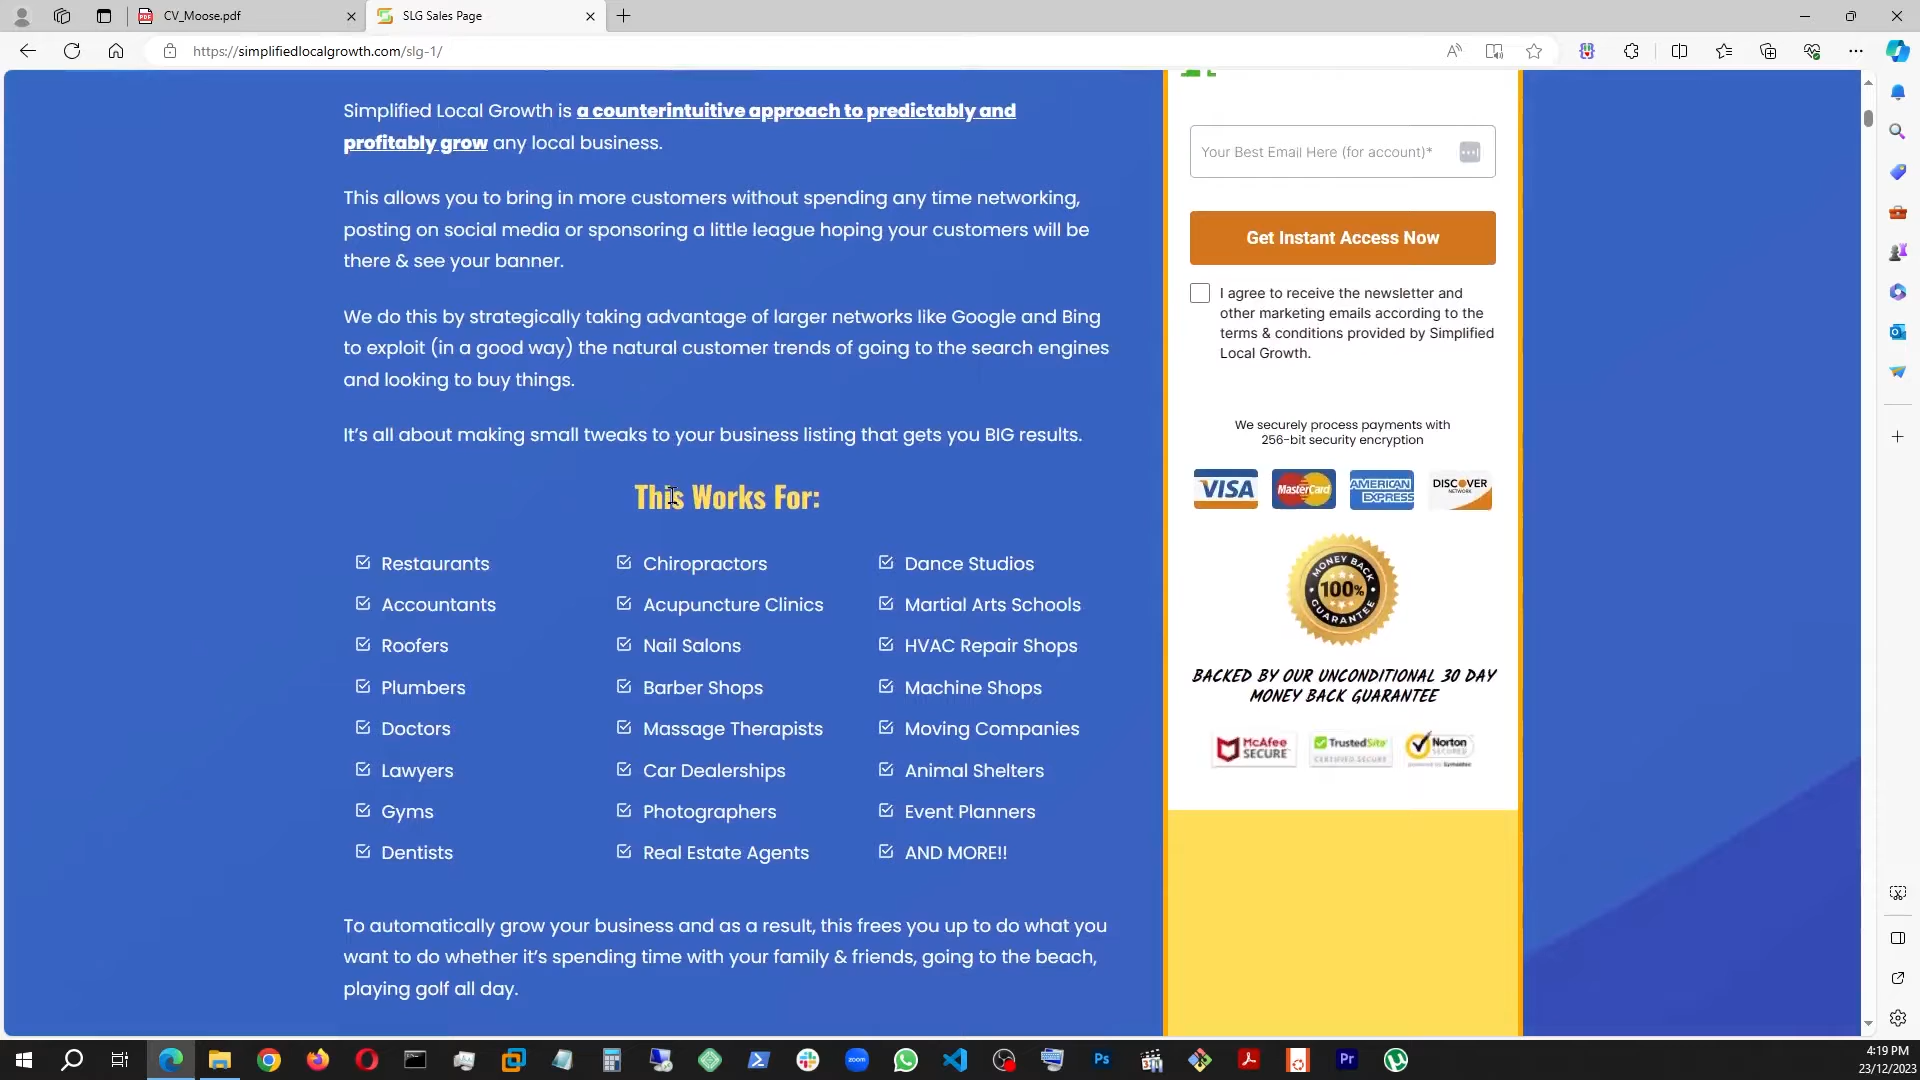 CV_Moose.pdf
SLG Sales Page
https://simplifiedlocalgrowth.com/slg-1/
Simplified Local Growth is a counterintuitive approach to predictably and
profitably grow any local business.
This allows you to bring in more customers without spending any time networking,
posting on social media or sponsoring a little league hoping your customers will be
there & see your banner.
We do this by strategically taking advantage of larger networks like Google and Bing
to exploit (in a good way) the natural customer trends of going to the search engines
and looking to buy things.
It's all about making small tweaks to your business listing that gets you BIG results.
This Works For:
Restaurants
Accountants
Roofers
Plumbers
Doctors
Lawyers
Gyms
Dentists
Chiropractors
Acupuncture Clinics
Nail Salons
Barber Shops
Massage Therapists
Car Dealerships
Photographers
Real Estate Agents
Dance Studios
Martial Arts Schools
HVAC Repair Shops
Machine Shops
Moving Companies
Animal Shelters
Event Planners
AND MORE!!
To automatically grow your business and as a result, this frees you up to do what you
want to do whether it's spending time with your family & friends, going to the beach,
playing golf all day.
Your Best Email Here (for account)*
Get Instant Access Now
I agree to receive the newsletter and
other marketing emails according to the
terms & conditions provided by Simplified
Local Growth.
We securely process payments with
256-bit security encryption
VISA
MasterCard
AMERICAN
EXPRESS
DISCOVER
NETWORK
MONEY BACK
100%
GUARANTEE
BACKED BY OUR UNCONDITIONAL 30 DAY
MONEY BACK GUARANTEE
McAfee
SECURE
TrustedSite
CERTIFIED SECURE
Norton
SECURED
powered by Symantec
zoom
Ps
Pr
4:19 PM
23/12/2023